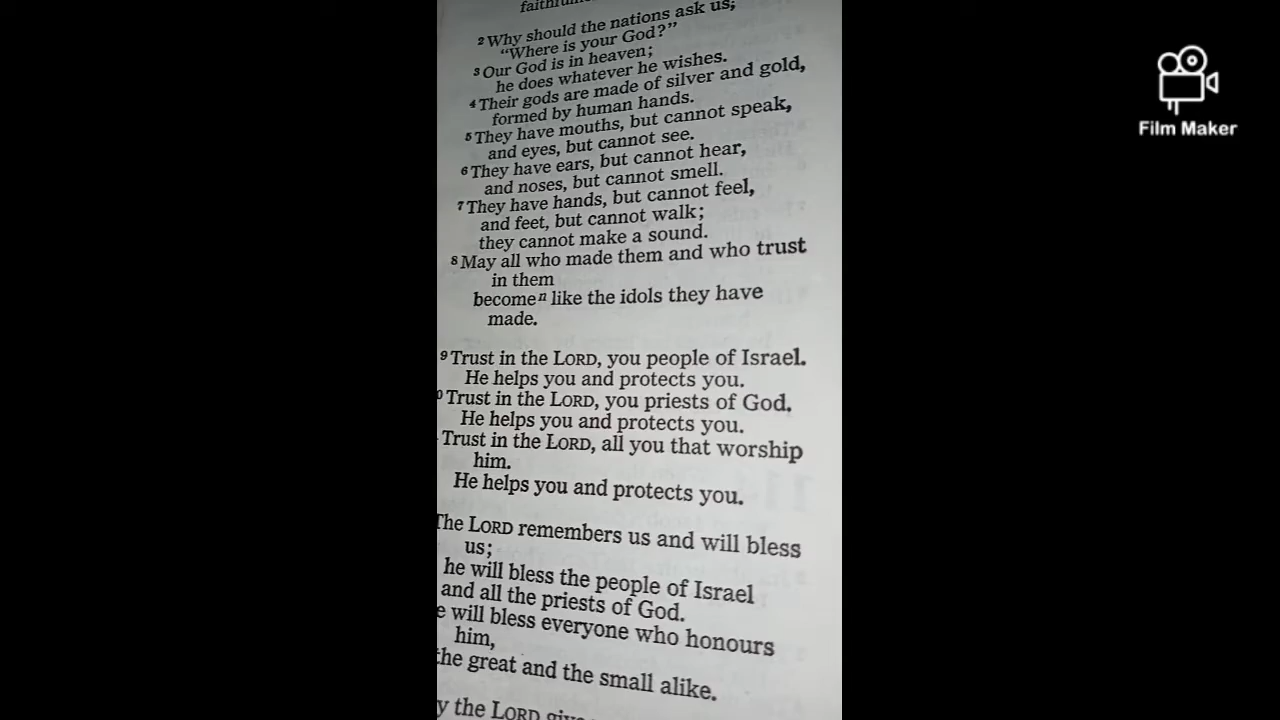 ²Why should the nations ask us;
"Where is your God?"
³Our God is in heaven;
he does whatever he wishes.
⁴Their gods are made of silver and gold,
formed by human hands.
⁵They have mouths, but cannot speak,
and eyes, but cannot see.
⁶They have ears, but cannot hear,
and noses, but cannot smell.
⁷They have hands, but cannot feel,
and feet, but cannot walk;
they cannot make a sound.
⁸May all who made them and who trust
in them
becomeⁿ like the idols they have
made.
⁹Trust in the LORD, you people of Israel.
He helps you and protects you.
⁰Trust in the LORD, you priests of God.
He helps you and protects you.
Trust in the LORD, all you that worship
him.
He helps you and protects you.
The LORD remembers us and will bless
us;
he will bless the people of Israel
and all the priests of God.
e will bless everyone who honours
him,
the great and the small alike.
y the LORD
Film Maker